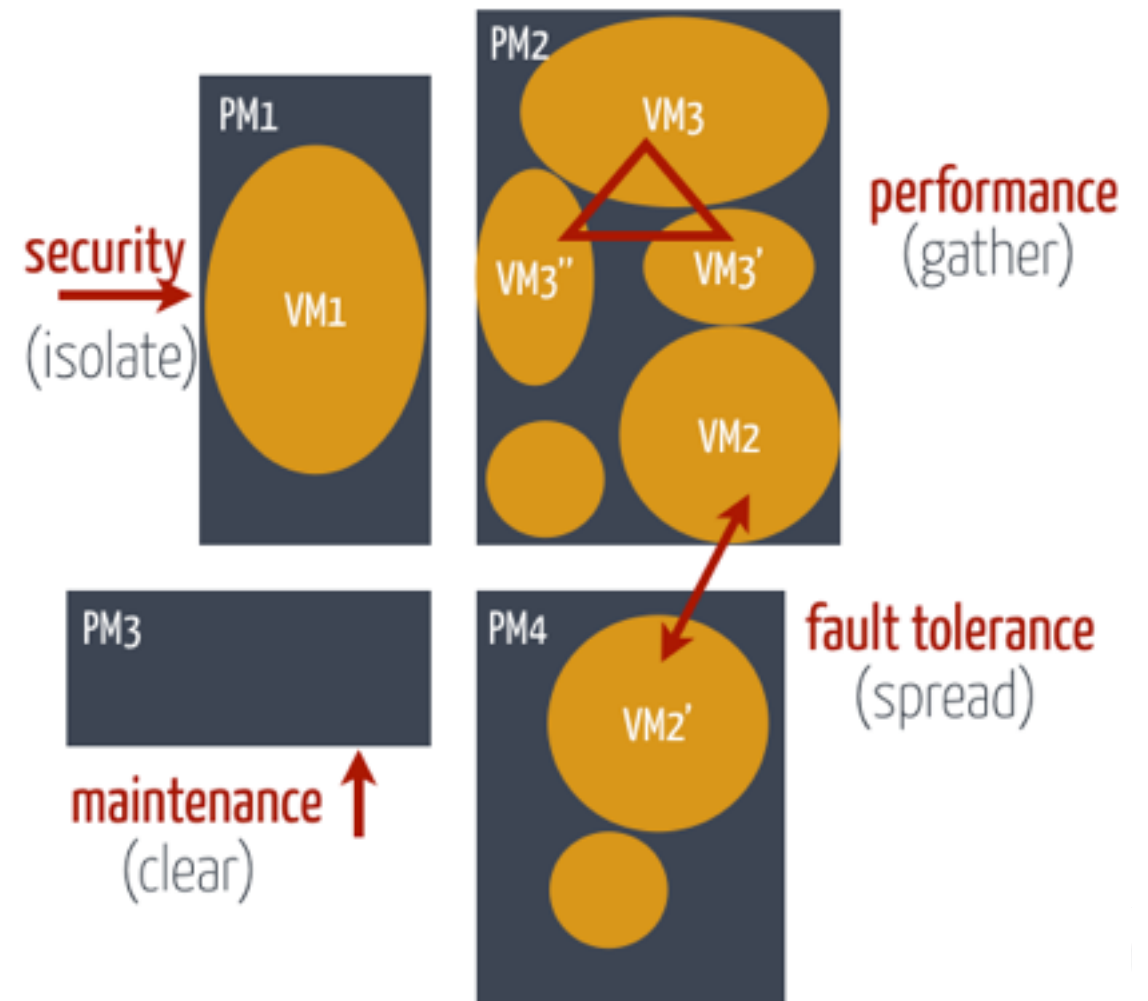 PM1
VM1
security
(isolate)
PM2
VM3
VM3''
VM3'
VM2
performance
(gather)
PM3
maintenance
(clear)
PM4
VM2'
fault tolerance
(spread)